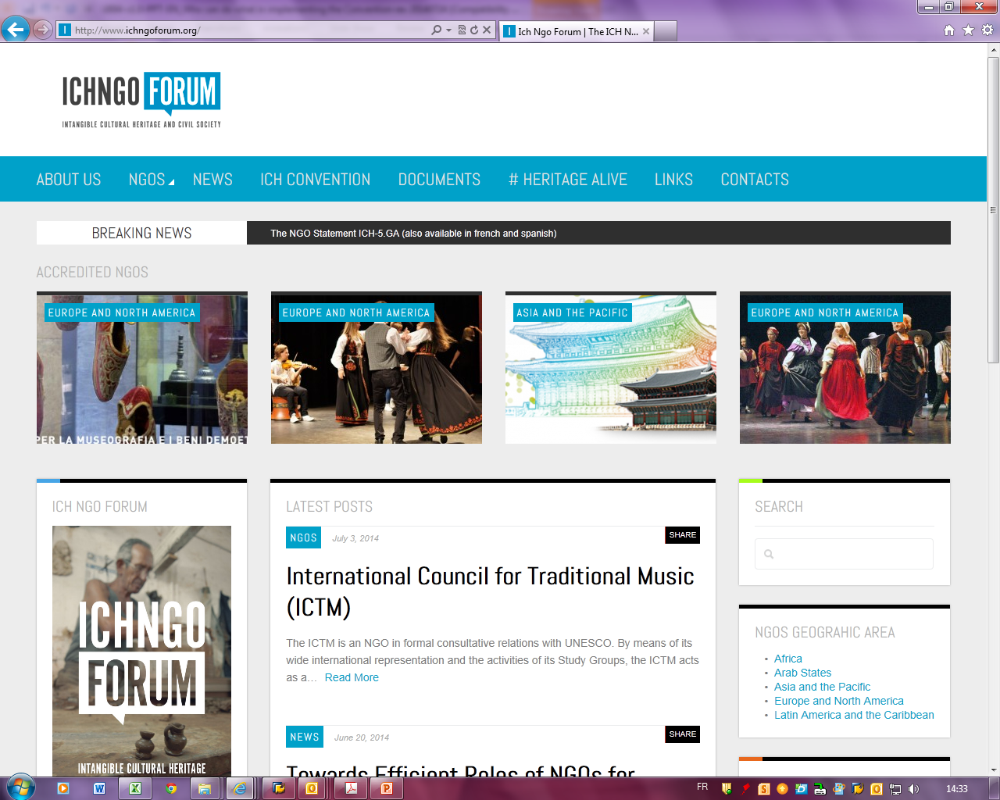 http://www.ichngoforum.org/
Ich Ngo Forum | The ICH N...
ICHNGO FORUM
INTANGIBLE CULTURAL HERITAGE AND CIVIL SOCIETY
ABOUT US NGOS NEWS ICH CONVENTION DOCUMENTS # HERITAGE ALIVE LINKS CONTACTS
BREAKING NEWS The NGO Statement ICH-5.GA (also available in french and spanish)
ACCREDITED NGOS
EUROPE AND NORTH AMERICA EUROPE AND NORTH AMERICA ASIA AND THE PACIFIC EUROPE AND NORTH AMERICA
PER LA MUSEOGRAFIA E I BENI DEMOET
ICH NGO FORUM
ICHNGO
FORUM
INTANGIBLE CULTURAL HERITAGE
LATEST POSTS
NGOS July 3, 2014 SHARE
International Council for Traditional Music
(ICTM)
The ICTM is an NGO in formal consultative relations with UNESCO. By means of its
wide international representation and the activities of its Study Groups, the ICTM acts
as a... Read More
NEWS June 20, 2014 SHARE
Towards Efficient Roles of NGOs for
SEARCH
NGOS GEOGRAHIC AREA
Africa
Arab States
Asia and the Pacific
Europe and North America
Latin America and the Caribbean
FR 14:33